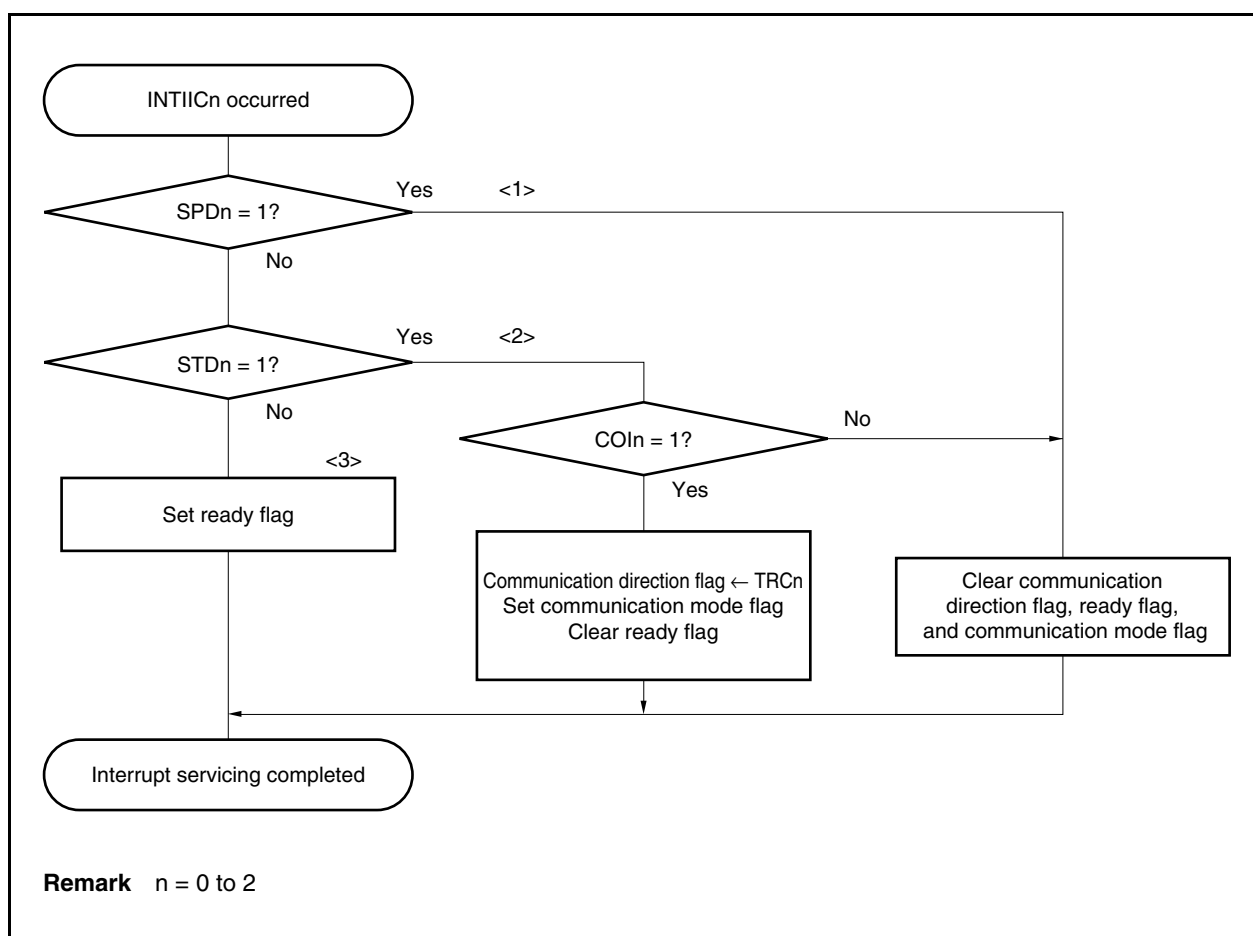 INTIICn occurred
SPDn = 1?
Yes
<1>
No
STDn = 1?
Yes
<2>
No
COIn = 1?
No
Yes
<3>
Set ready flag
Communication direction flag ← TRCn
Set communication mode flag
Clear ready flag
Clear communication
direction flag, ready flag,
and communication mode flag
Interrupt servicing completed
Remark n = 0 to 2